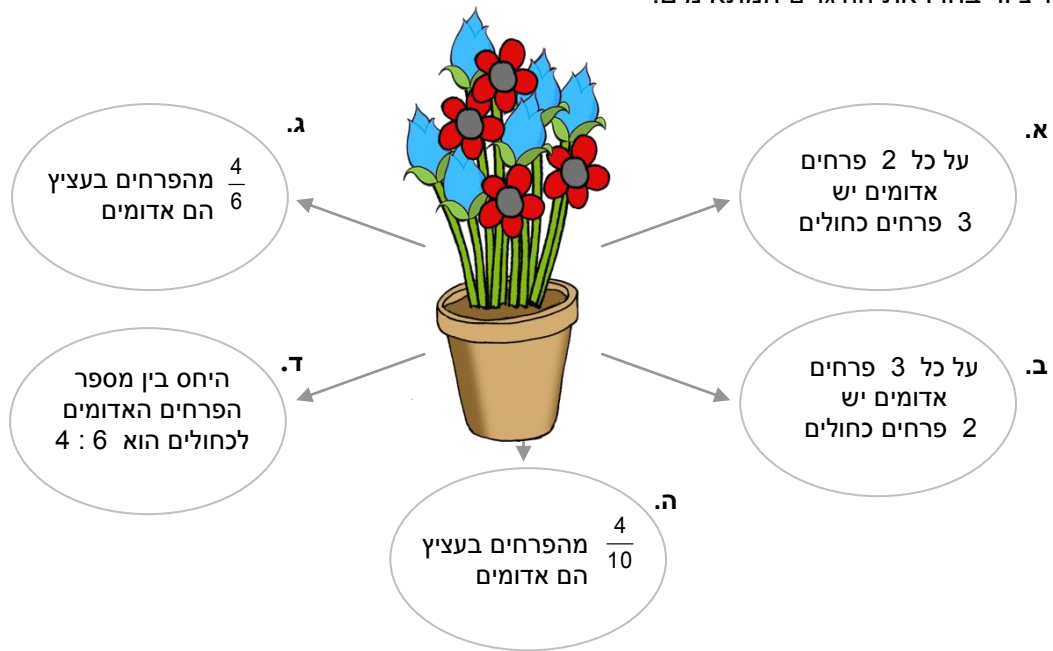 א.
על כל 2 פרחים
אדומים יש
3 פרחים כחולים
ב.
על כל 3 פרחים
אדומים יש
2 פרחים כחולים
ג.
4/6 מהפרחים בעציץ
הם אדומים
ד.
היחס בין מספר
הפרחים האדומים
לכחולים הוא 6 : 4
ה.
4/10 מהפרחים בעציץ
הם אדומים